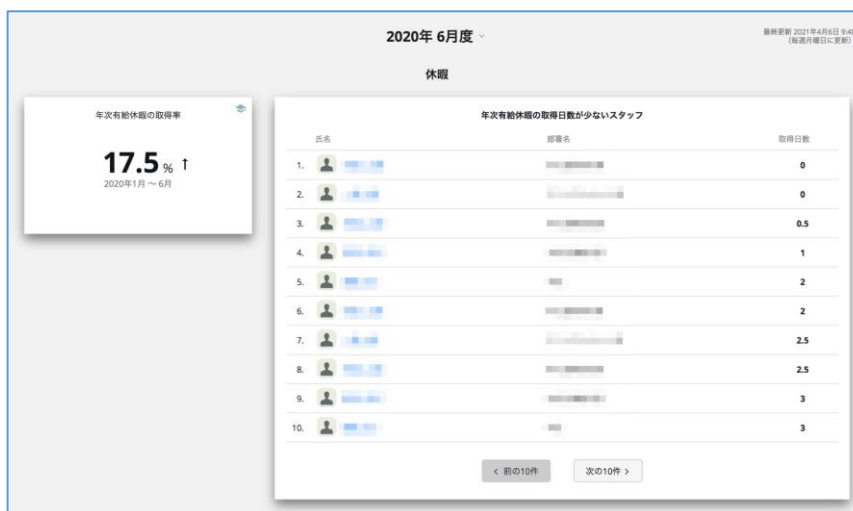 2020年 6月度
最終更新 2021年4月6日 9:48
(毎週月曜日に更新)
休暇
年次有給休暇の取得率
17.5 % ↑
2020年1月 ～ 6月
年次有給休暇の取得日数が少ないスタッフ
氏名 部署名 取得日数
1. 0
2. 0
3. 0.5
4. 1
5. 2
6. 2
7. 2.5
8. 2.5
9. 3
10. 3
< 前の10件 次の10件 >